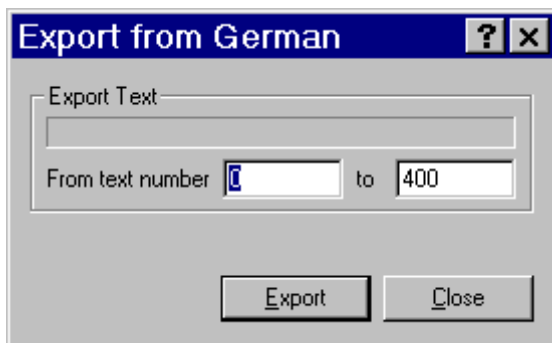 Export from German ? ×
Export Text
From text number 0 to 400
Export Close